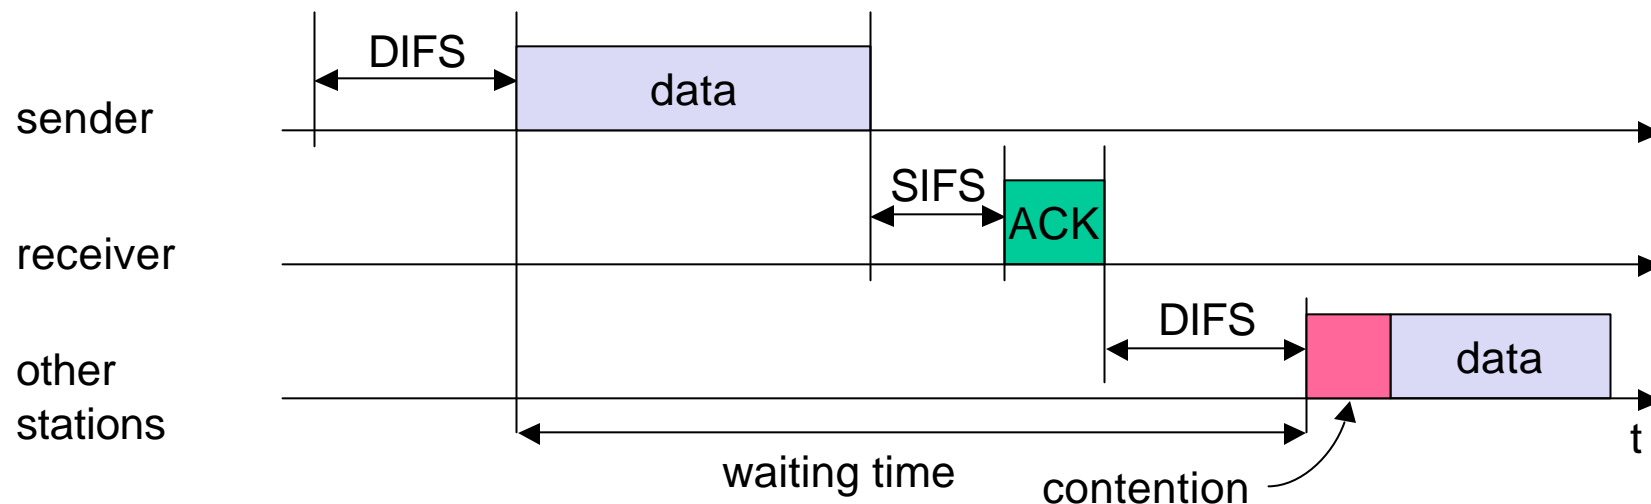 DIFS
data
sender
SIFS
ACK
receiver
DIFS
data
other
stations
t
waiting time
contention